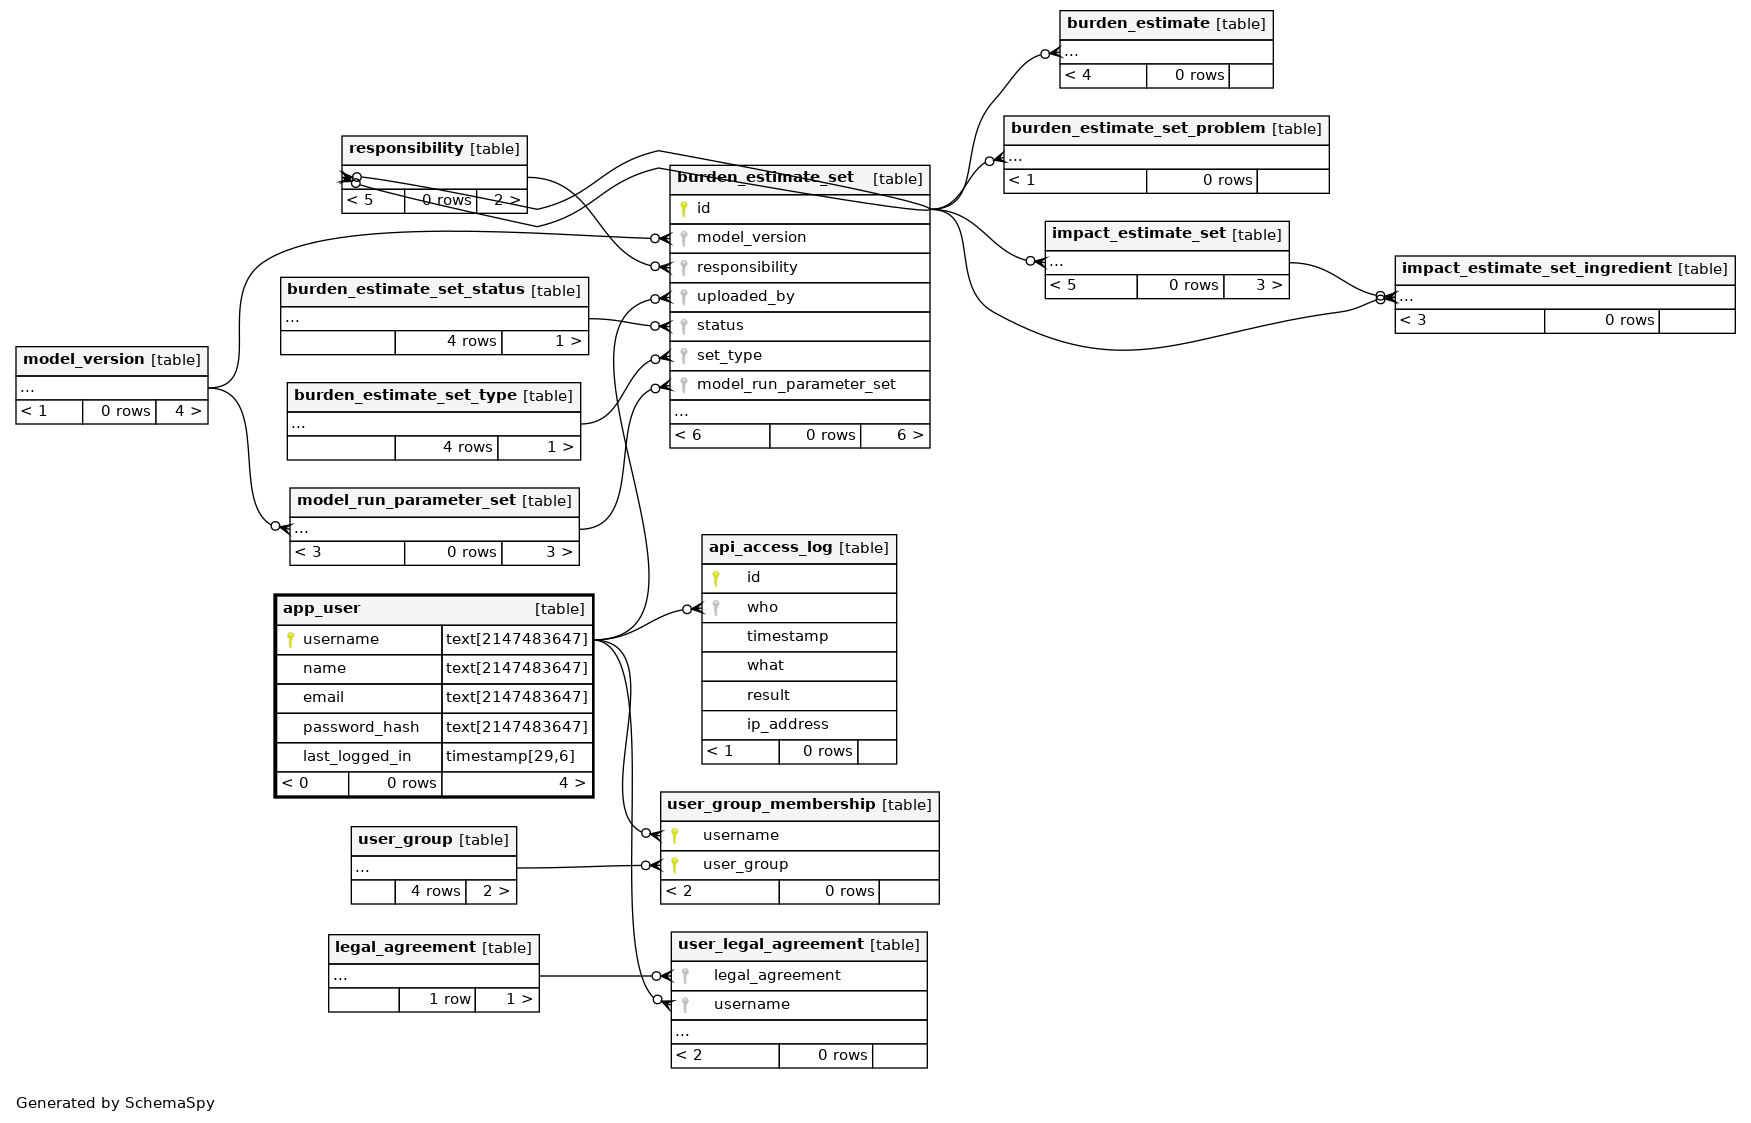 burden_estimate [table]
...
< 4 0 rows
burden_estimate_set_problem [table]
...
< 1 0 rows
responsibility [table]
< 5 0 rows 2 >
burden_estimate_set [table]
id
model_version
responsibility
uploaded_by
status
set_type
model_run_parameter_set
...
< 6 0 rows 6 >
impact_estimate_set [table]
...
< 5 0 rows 3 >
impact_estimate_set_ingredient [table]
...
< 3 0 rows
burden_estimate_set_status [table]
...
4 rows 1 >
model_version [table]
...
< 1 0 rows 4 >
burden_estimate_set_type [table]
...
4 rows 1 >
model_run_parameter_set [table]
...
< 3 0 rows 3 >
api_access_log [table]
id
who
timestamp
what
result
ip_address
< 1 0 rows
app_user [table]
username text[2147483647]
name text[2147483647]
email text[2147483647]
password_hash text[2147483647]
last_logged_in timestamp[29,6]
< 0 0 rows 4 >
user_group_membership [table]
username
user_group
< 2 0 rows
user_group [table]
...
4 rows 2 >
legal_agreement [table]
...
1 row 1 >
user_legal_agreement [table]
legal_agreement
username
...
< 2 0 rows
Generated by SchemaSpy